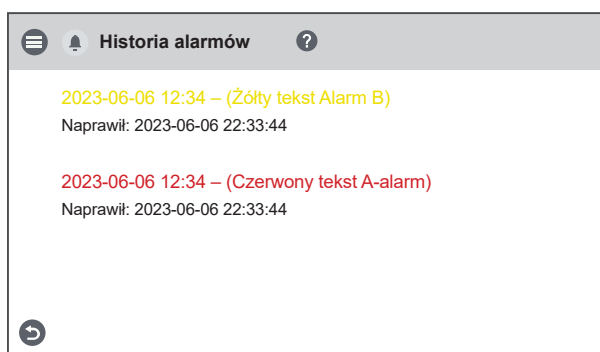 Historia alarmów ?
2023-06-06 12:34 – (Żółty tekst Alarm B)
Naprawił: 2023-06-06 22:33:44
2023-06-06 12:34 – (Czerwony tekst A-alarm)
Naprawił: 2023-06-06 22:33:44